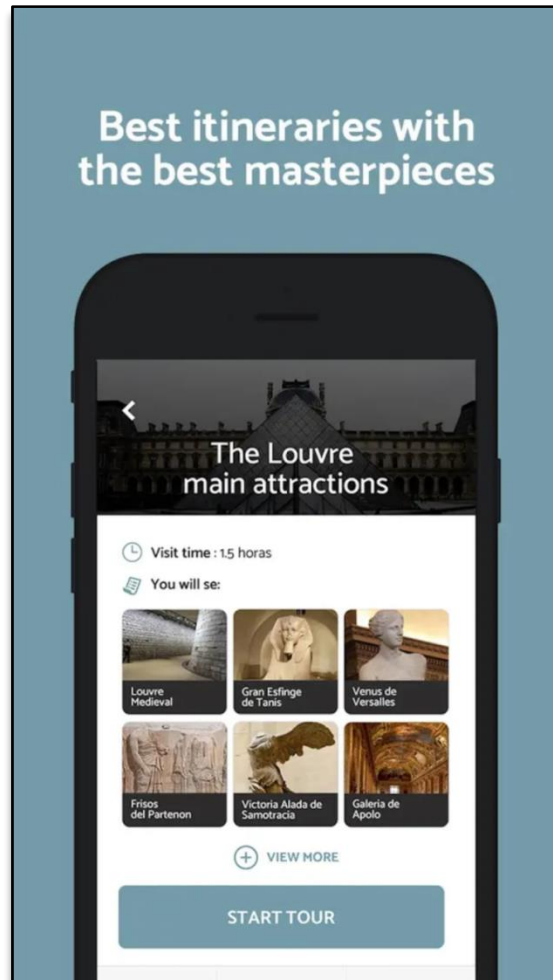 Best itineraries with
the best masterpieces
The Louvre
main attractions
Visit time : 1.5 horas
You will se:
Louvre
Medieval
Gran Esfinge
de Tanis
Venus de
Versalles
Frisos
del Partenon
Victoria Alada de
Samotracia
Galeria de
Apolo
VIEW MORE
START TOUR